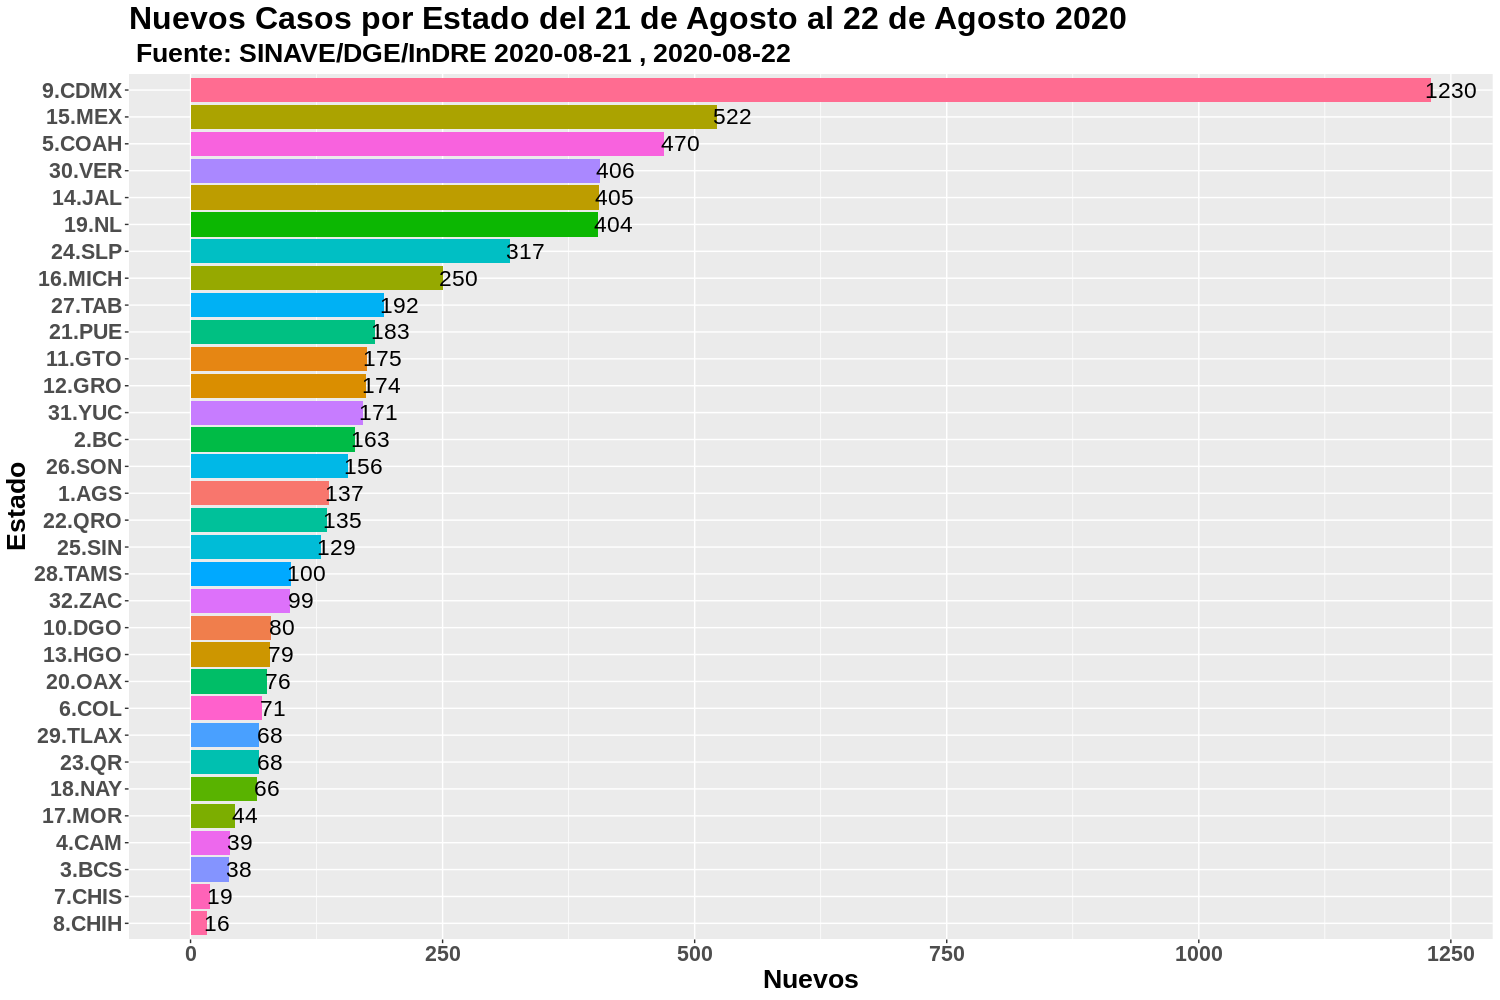 Nuevos Casos por Estado del 21 de Agosto al 22 de Agosto 2020
Fuente: SINAVE/DGE/InDRE 2020-08-21 , 2020-08-22
Estado
9.CDMX 1230
15.MEX 522
5.COAH 470
30.VER 406
14.JAL 405
19.NL 404
24.SLP 317
16.MICH 250
27.TAB 192
21.PUE 183
11.GTO 175
12.GRO 174
31.YUC 171
2.BC 163
26.SON 156
1.AGS 137
22.QRO 135
25.SIN 129
28.TAMS 100
32.ZAC 99
10.DGO 80
13.HGO 79
20.OAX 76
6.COL 71
29.TLAX 68
23.QR 68
18.NAY 66
17.MOR 44
4.CAM 39
3.BCS 38
7.CHIS 19
8.CHIH 16
0 250 500 750 1000 1250
Nuevos